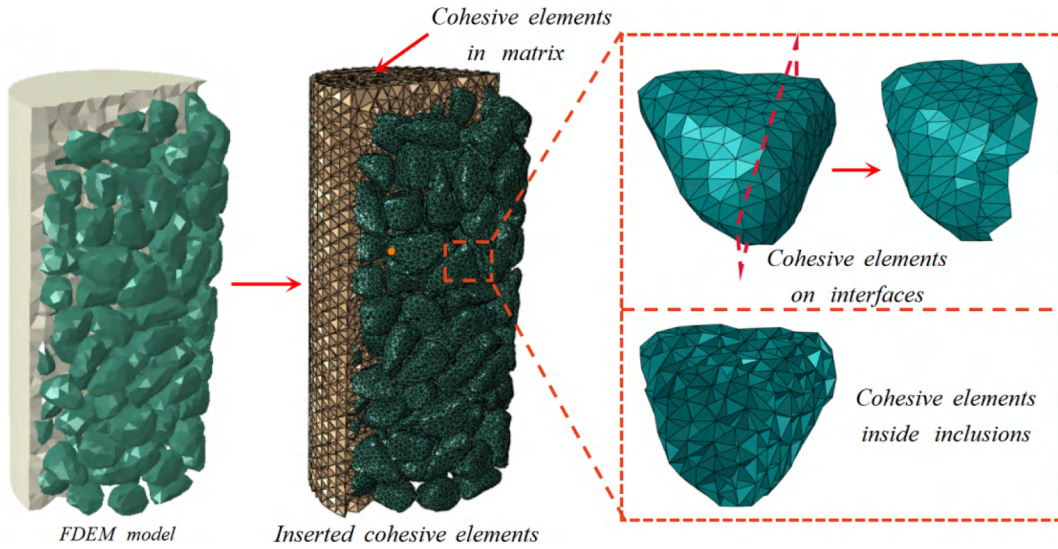 Cohesive elements
in matrix
Cohesive elements
on interfaces
Cohesive elements
inside inclusions
FDEM model
Inserted cohesive elements